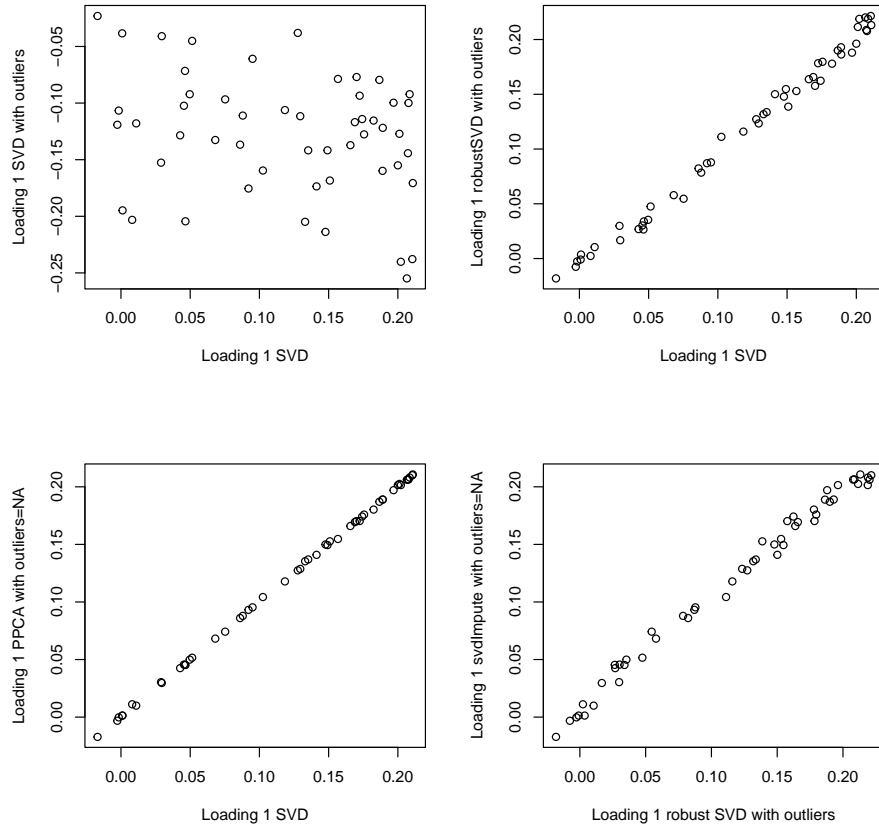 Loading 1 SVD with outliers
−0.05
−0.10
−0.15
−0.20
−0.25
0.00 0.05 0.10 0.15 0.20
Loading 1 SVD
Loading 1 robustSVD with outliers
0.20
0.15
0.10
0.05
0.00
0.00 0.05 0.10 0.15 0.20
Loading 1 SVD
Loading 1 PPCA with outliers=NA
0.20
0.15
0.10
0.05
0.00
0.00 0.05 0.10 0.15 0.20
Loading 1 SVD
Loading 1 svdImpute with outliers=NA
0.20
0.15
0.10
0.05
0.00
0.00 0.05 0.10 0.15 0.20
Loading 1 robust SVD with outliers